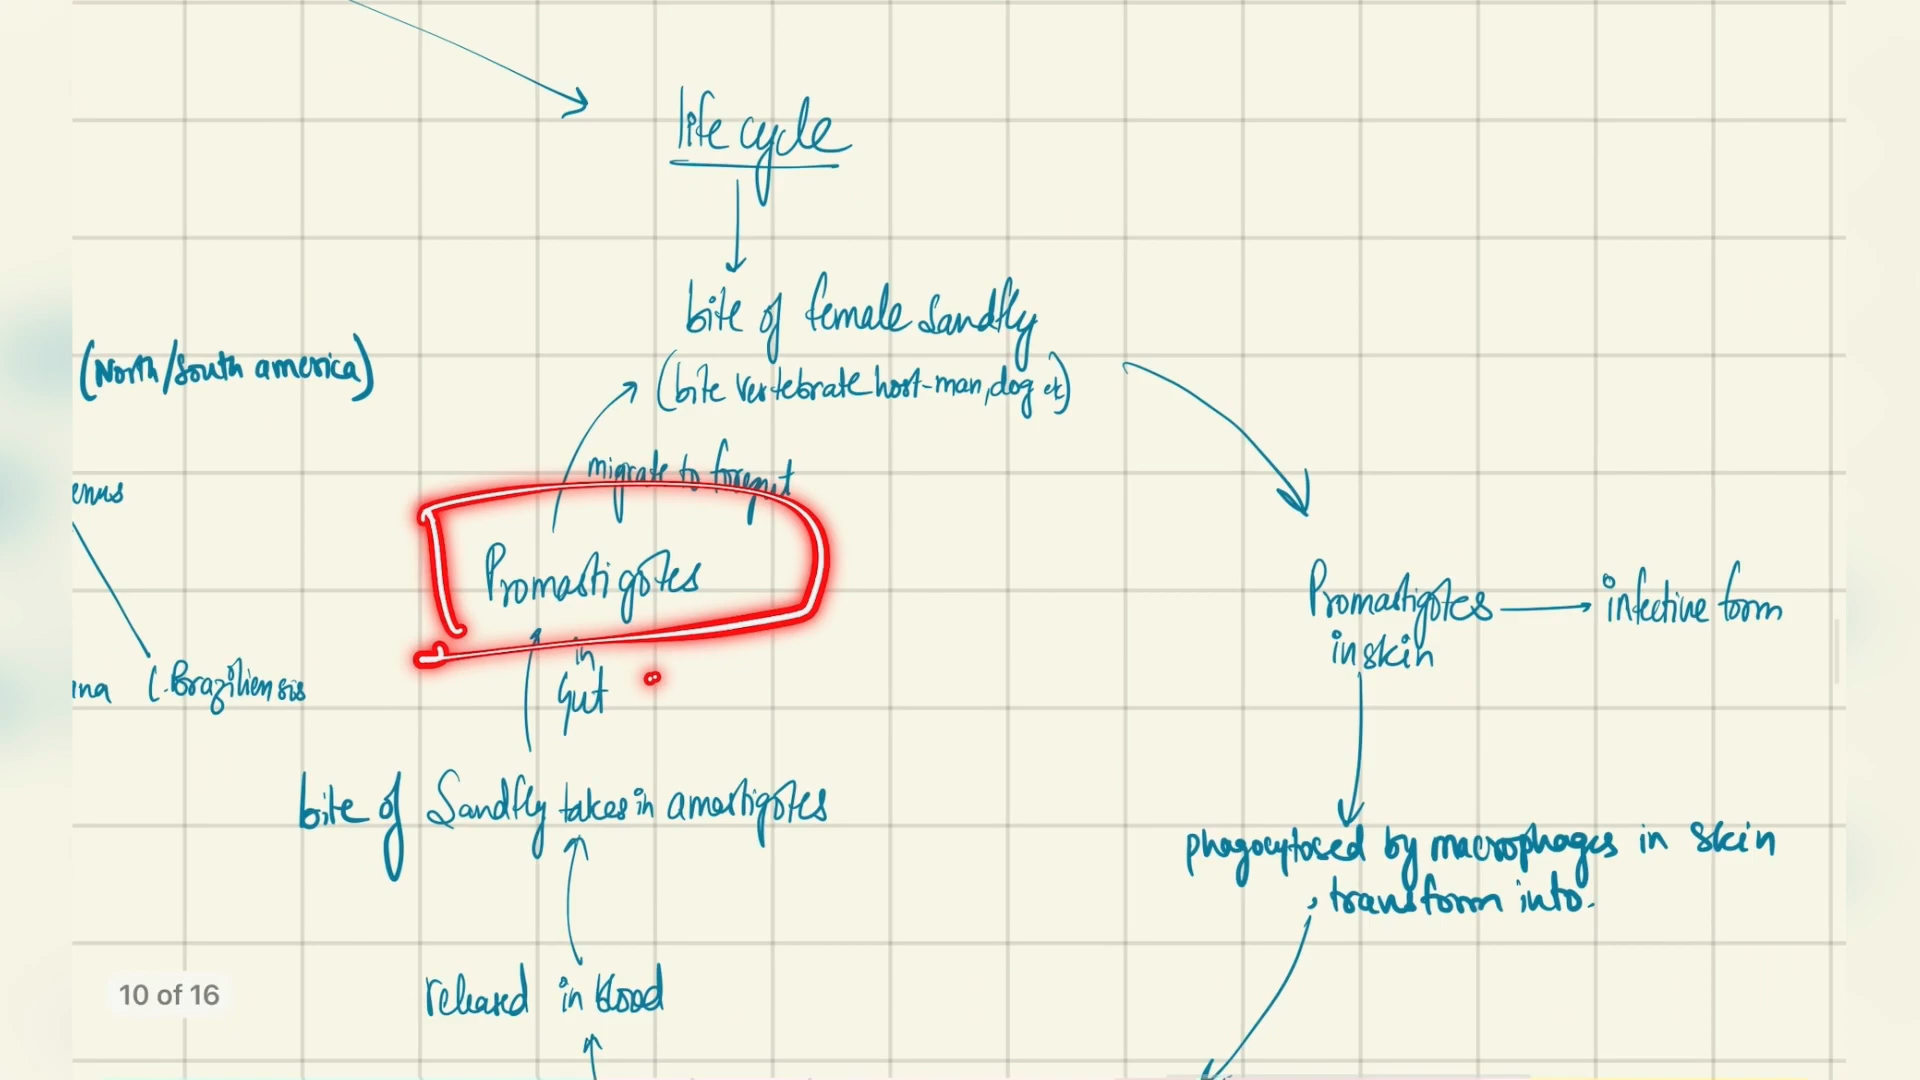 life cycle
bite of female Sandfly
(bite vertebrate host-man, dog etc)
(North/South america)
migrate to foregut
enus
Promastigotes
Promastigotes → infective form
in skin
in
gut
ina L.Braziliensis
bite of Sandfly takes in amastigotes
phagocytosed by macrophages in skin
, transform into.
released in blood
10 of 16